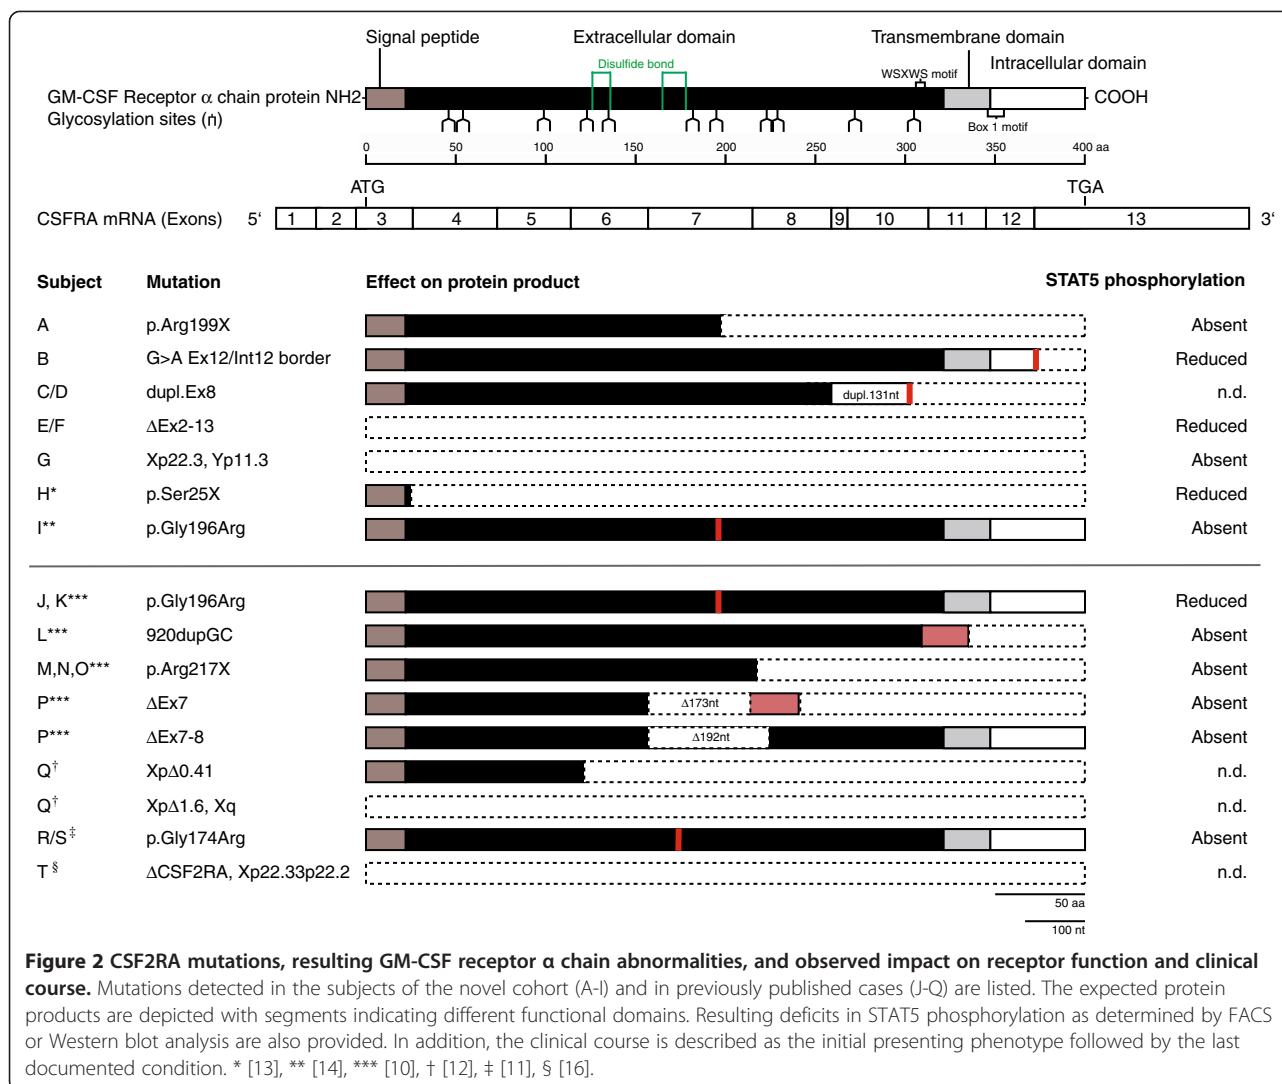 Signal peptide Extracellular domain Transmembrane domain
Disulfide bond WSXWS motif Intracellular domain
GM-CSF Receptor α chain protein NH2 COOH
Glycosylation sites (ก) Box 1 motif
0 50 100 150 200 250 300 350 400 aa
ATG TGA
CSFRA mRNA (Exons) 5‘ 1 2 3 4 5 6 7 8 9 10 11 12 13 3‘
Subject Mutation Effect on protein product STAT5 phosphorylation
A p.Arg199X Absent
B G>A Ex12/Int12 border Reduced
C/D dupl.Ex8 dupl.131nt n.d.
E/F ΔEx2-13 Reduced
G Xp22.3, Yp11.3 Absent
H* p.Ser25X Reduced
I** p.Gly196Arg Absent
J, K*** p.Gly196Arg Reduced
L*** 920dupGC Absent
M,N,O*** p.Arg217X Absent
P*** ΔEx7 Δ173nt Absent
P*** ΔEx7-8 Δ192nt Absent
Q† XpΔ0.41 n.d.
Q† XpΔ1.6, Xq n.d.
R/S‡ p.Gly174Arg Absent
T § ΔCSF2RA, Xp22.33p22.2 n.d.
50 aa
100 nt
Figure 2 CSF2RA mutations, resulting GM-CSF receptor α chain abnormalities, and observed impact on receptor function and clinical
course. Mutations detected in the subjects of the novel cohort (A-I) and in previously published cases (J-Q) are listed. The expected protein
products are depicted with segments indicating different functional domains. Resulting deficits in STAT5 phosphorylation as determined by FACS
or Western blot analysis are also provided. In addition, the clinical course is described as the initial presenting phenotype followed by the last
documented condition. * [13], ** [14], *** [10], † [12], ‡ [11], § [16].